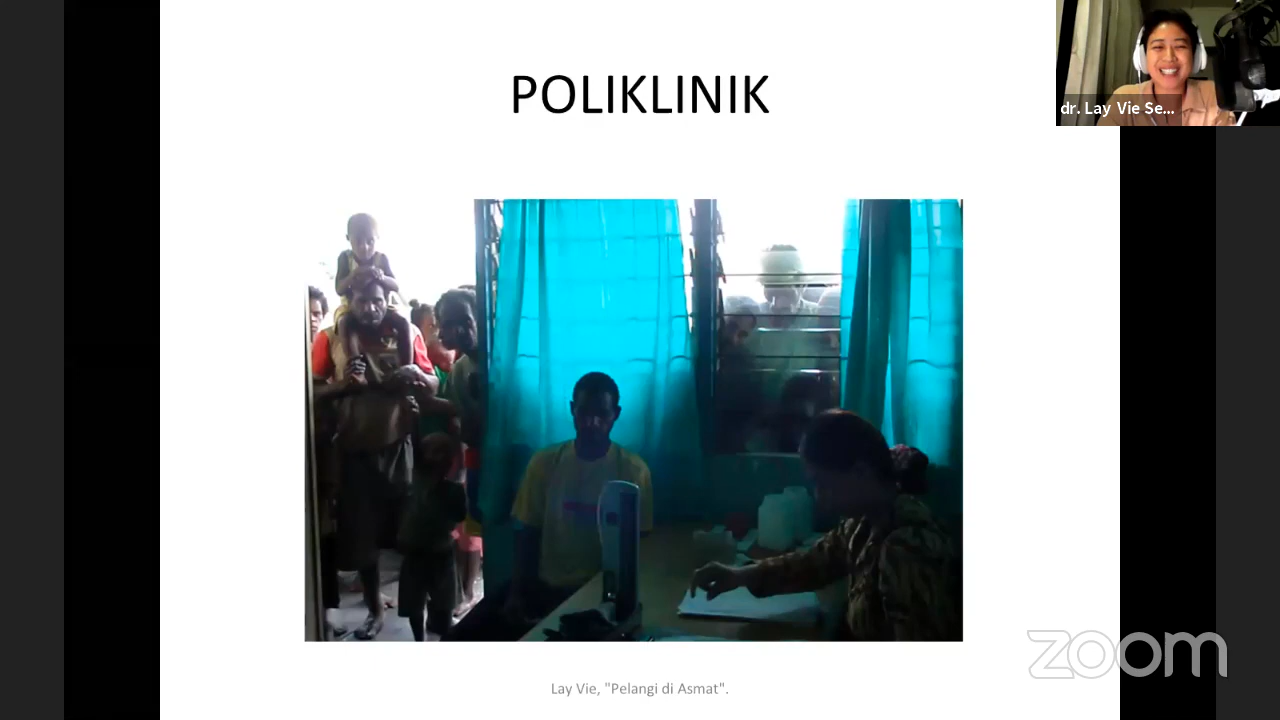 POLIKLINIK
dr. Lay Vie Se...
zoom
Lay Vie, "Pelangi di Asmat".